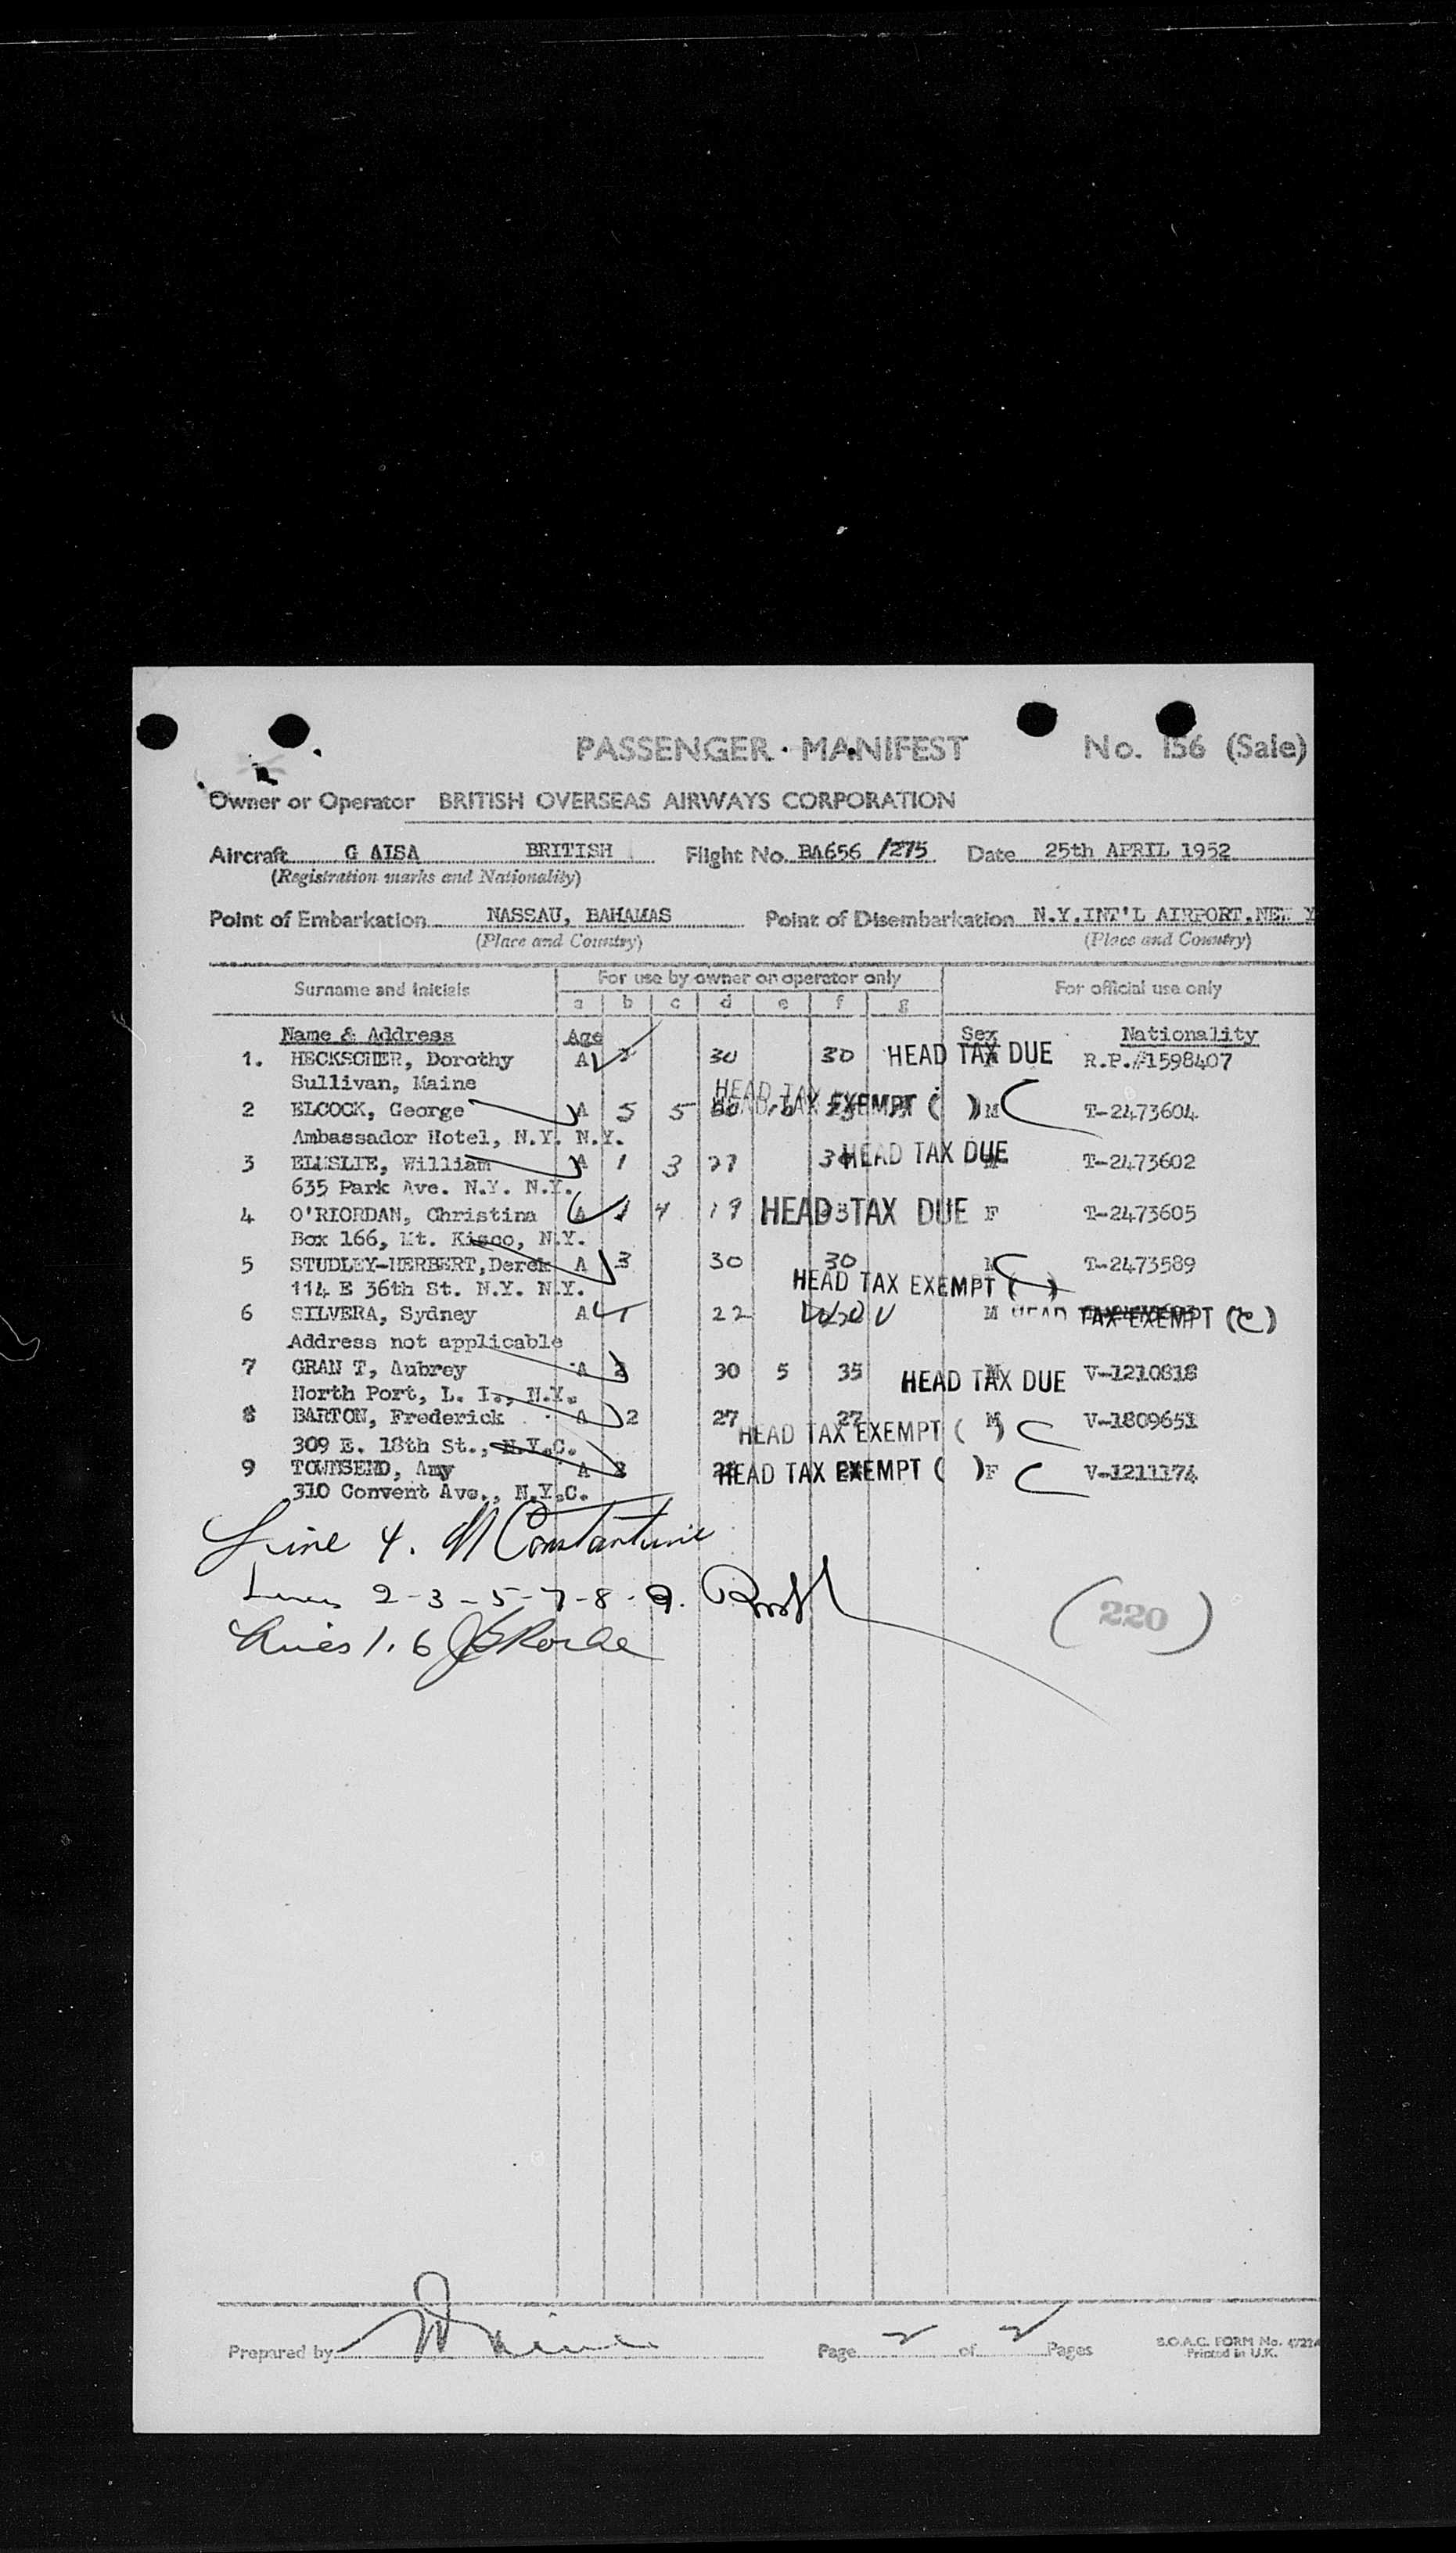 PASSENGER MANIFEST No. 156 (Sale)
Owner or Operator BRITISH OVERSEAS AIRWAYS CORPORATION
Aircraft G AISA BRITISH Flight No. BA656 /275 Date 25th APRIL 1952
(Registration marks and Nationality)
Point of Embarkation NASSAU, BAHAMAS Point of Disembarkation N.Y.INT'L AIRPORT.NEW Y
(Place and Country) (Place and Country)
Surname and Initials For use by owner or operator only For official use only
a b c d e f g
Name & Address Age Sex Nationality
1. HECKSCHER, Dorothy A 30 30 HEAD TAX DUE R.P.#1598407
Sullivan, Maine
2 ELCOCK, George A 5 5 HEAD TAX EXEMPT ( ) M T-2473604
Ambassador Hotel, N.Y. N.Y.
3 ELMSLIE, William A 1 3 27 HEAD TAX DUE T-2473602
635 Park Ave. N.Y. N.Y.
4 O'RIORDAN, Christina A 1 4 19 HEAD TAX DUE F T-2473605
Box 166, Mt. Kisco, N.Y.
5 STUDLEY-HERBERT,Derek A 3 30 30 M T-2473589
114 E 36th St. N.Y. N.Y. HEAD TAX EXEMPT ( )
6 SILVERA, Sydney A 22 M HEAD TAX EXEMPT (C)
Address not applicable
7 GRAN T, Aubrey A 30 5 35 HEAD TAX DUE M V-1210818
North Port, L. I., N.Y.
8 BARTON, Frederick A 2 27 27 M V-1809651
309 E. 18th St., N.Y.C. HEAD TAX EXEMPT ( )
9 TOWNSEND, Amy A HEAD TAX EXEMPT ( ) F V-1211174
310 Convent Ave., N.Y.C.
Line 4. M Constantine
Lines 2-3-5-7-8-9.
Lines 1.6
(220)
Prepared by Page 2 of 2 Pages
B.O.A.C. FORM No.
Printed in U.K.